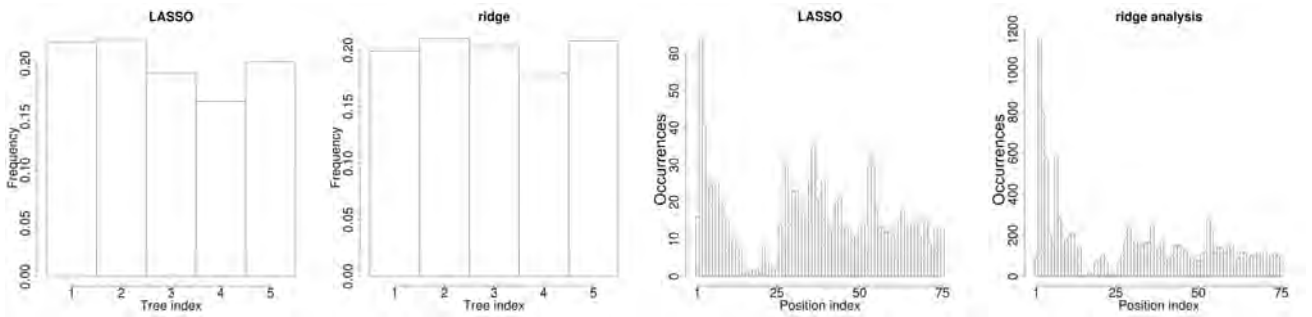 LASSO
Frequency
0.00 0.05 0.10 0.15 0.20
1 2 3 4 5
Tree index
ridge
Frequency
0.00 0.05 0.10 0.15 0.20
1 2 3 4 5
Tree index
LASSO
Occurrences
0 10 20 30 40 50 60
1 25 50 75
Position index
ridge analysis
Occurrences
0 200 400 600 800 1000 1200
1 25 50 75
Position index